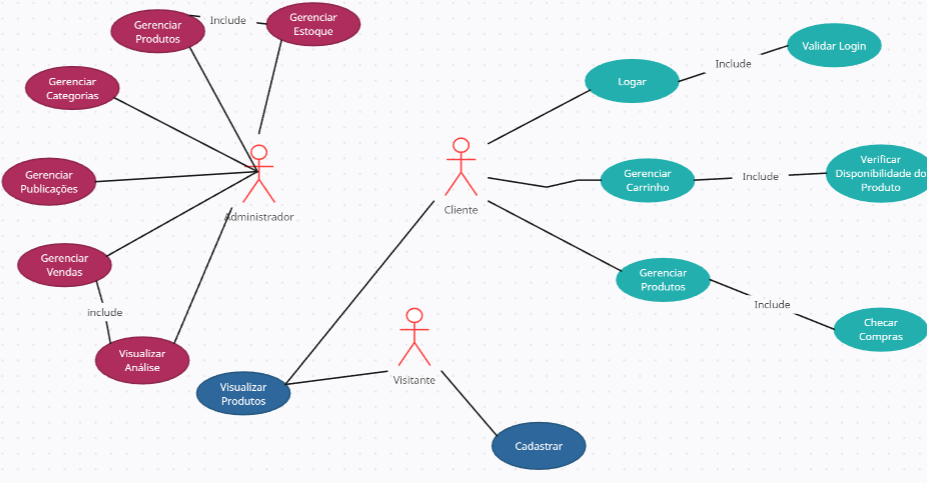 Gerenciar
Produtos
Include
Gerenciar
Estoque
Gerenciar
Categorias
Gerenciar
Publicações
Administrador
Gerenciar
Vendas
include
Visualizar
Análise
Logar
Include
Validar Login
Cliente
Gerenciar
Carrinho
Include
Verificar
Disponibilidade do
Produto
Gerenciar
Produtos
Include
Checar
Compras
Visitante
Visualizar
Produtos
Cadastrar